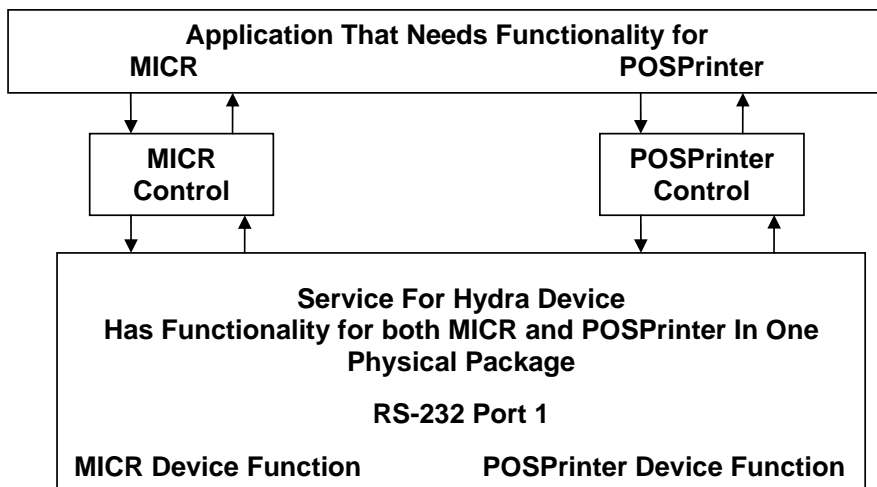 Application That Needs Functionality for
MICR POSPrinter
MICR
Control
POSPrinter
Control
Service For Hydra Device
Has Functionality for both MICR and POSPrinter In One
Physical Package
RS-232 Port 1
MICR Device Function POSPrinter Device Function